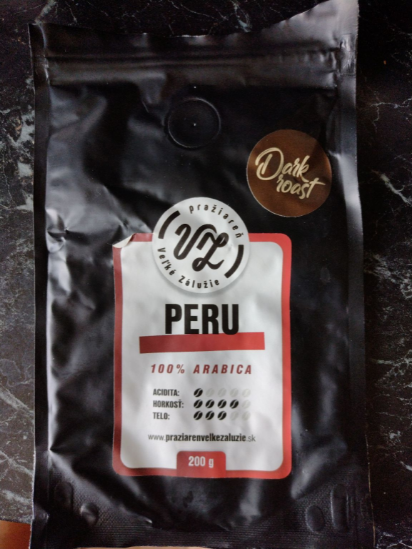 Dark
roast
Pražiareň
VZ
Veľké Zálužie
PERU
100% ARABICA
ACIDITA:
HORKOSŤ:
TELO:
www.praziarenvelkezaluzie.sk
200 g